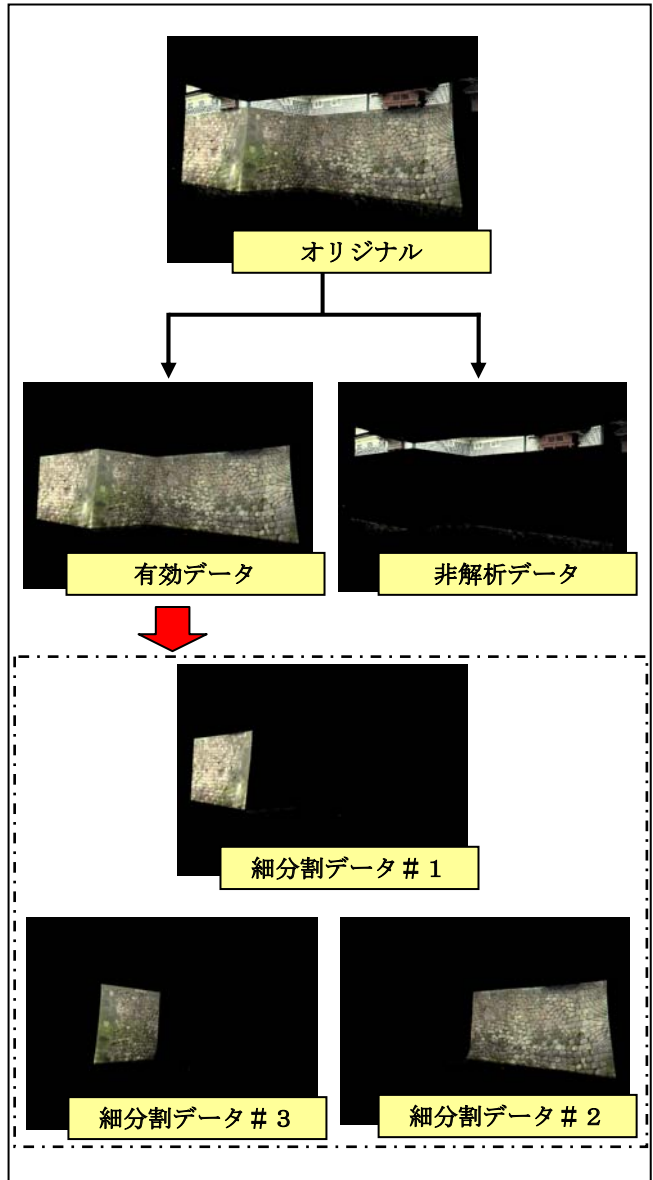 オリジナル
有効データ
非解析データ
細分割データ＃１
細分割データ＃３
細分割データ＃２